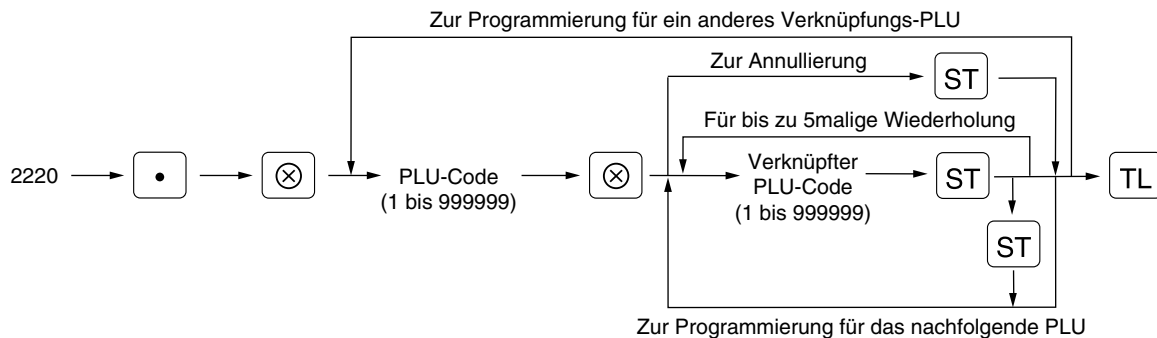 Zur Programmierung für ein anderes Verknüpfungs-PLU
Zur Annullierung
ST
Für bis zu 5malige Wiederholung
2220 • ⊗ PLU-Code ⊗ Verknüpfter ST TL
(1 bis 999999) PLU-Code
(1 bis 999999)
ST
Zur Programmierung für das nachfolgende PLU